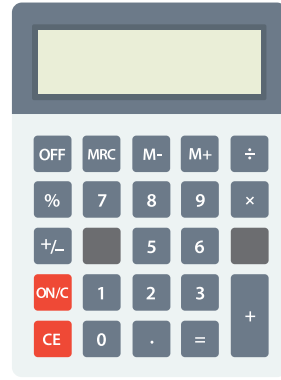 OFF MRC M- M+ ÷
% 7 8 9 ×
+/− 5 6
ON/C 1 2 3
+
CE 0 . =